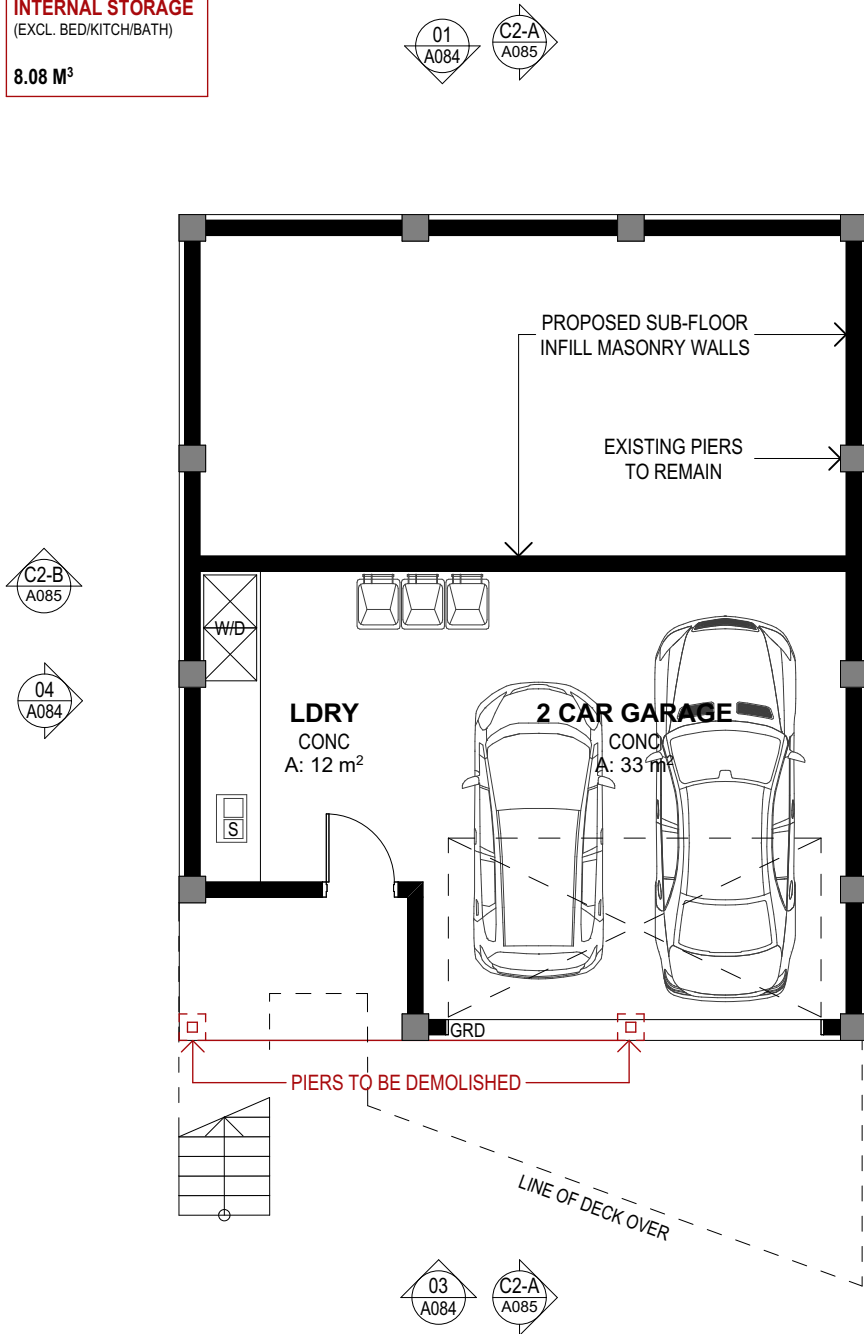 INTERNAL STORAGE
(EXCL. BED/KITCH/BATH)
8.08 M³
01
A084
C2-A
A085
PROPOSED SUB-FLOOR
INFILL MASONRY WALLS
EXISTING PIERS
TO REMAIN
C2-B
A085
W/D
04
A084
LDRY
CONC
A: 12 m²
2 CAR GARAGE
CONC
A: 33 m²
S
GRD
PIERS TO BE DEMOLISHED
LINE OF DECK OVER
03
A084
C2-A
A085